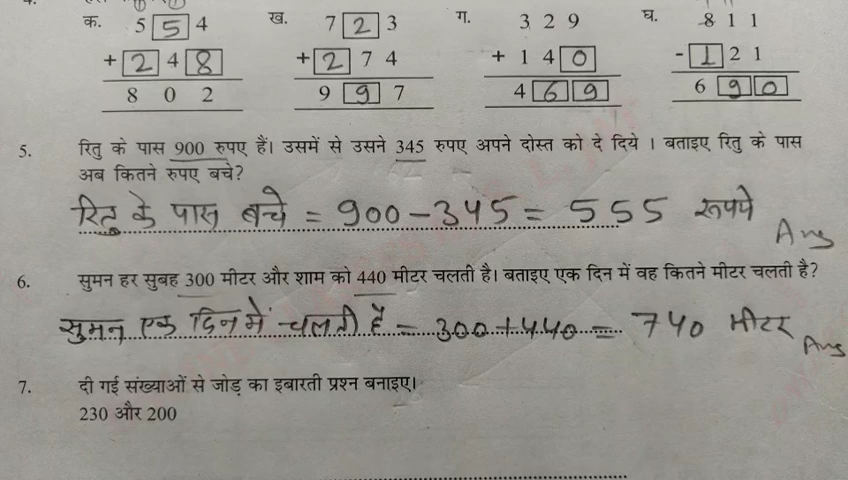 क. 5 5 4 ख. 7 2 3 ग. 3 2 9 घ. 8 1 1
+ 2 4 8 + 2 7 4 + 1 4 0 - 1 2 1
8 0 2 9 9 7 4 6 9 6 9 0
5. रितु के पास 900 रुपए हैं। उसमें से उसने 345 रुपए अपने दोस्त को दे दिये । बताइए रितु के पास
अब कितने रुपए बचे?
रितु के पास बचे = 900 - 345 = 555 रूपये
Ans
6. सुमन हर सुबह 300 मीटर और शाम को 440 मीटर चलती है। बताइए एक दिन में वह कितने मीटर चलती है?
सुमन एक दिन में चलती है = 300 + 440 = 740 मीटर
Ans
7. दी गई संख्याओं से जोड़ का इबारती प्रश्न बनाइए।
230 और 200